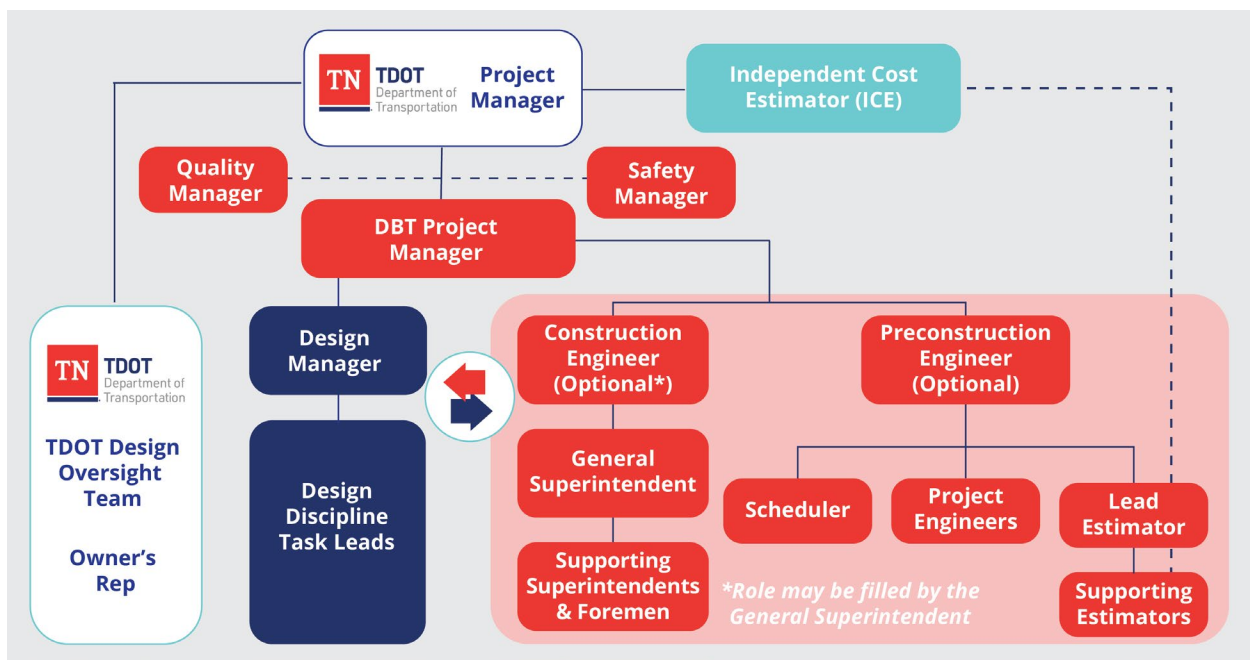 TN
TDOT
Department of
Transportation
Project
Manager
Independent Cost
Estimator (ICE)
Quality
Manager
Safety
Manager
DBT Project
Manager
TN
TDOT
Department of
Transportation
TDOT Design
Oversight
Team
Owner's
Rep
Design
Manager
Design
Discipline
Task Leads
Construction
Engineer
(Optional*)
General
Superintendent
Supporting
Superintendents
& Foremen
Preconstruction
Engineer
(Optional)
Scheduler
Project
Engineers
Lead
Estimator
Supporting
Estimators
*Role may be filled by the
General Superintendent